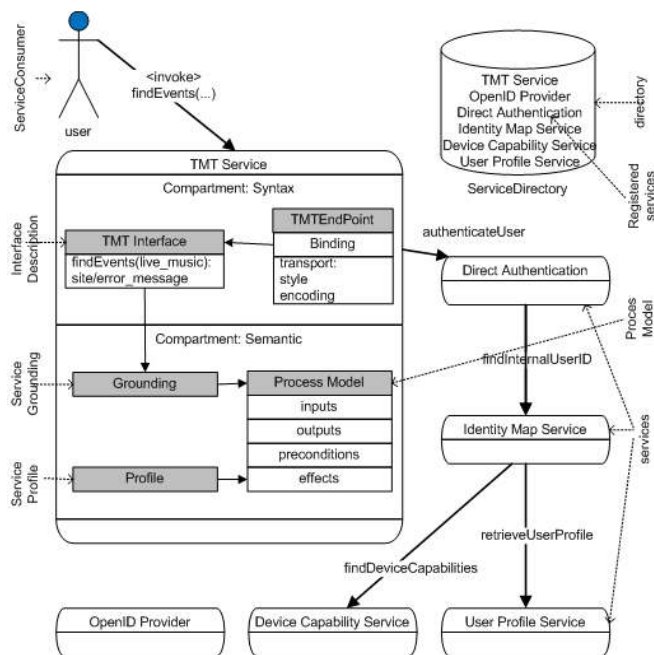 ServiceConsumer
<invoke>
findEvents(...)
user
TMT Service
OpenID Provider
Direct Authentication
Identity Map Service
Device Capability Service
User Profile Service
ServiceDirectory
directory
Registered
services
TMT Service
Compartment: Syntax
Interface
Description
TMT Interface
findEvents(live_music):
site/error_message
TMTEndPoint
Binding
transport:
style
encoding
authenticateUser
Direct Authentication
Compartment: Semantic
Proces
Model
findInternalUserID
Service
Grounding
Grounding
Process Model
inputs
outputs
preconditions
effects
Identity Map Service
services
Service
Profile
Profile
retrieveUserProfile
findDeviceCapabilities
OpenID Provider
Device Capability Service
User Profile Service